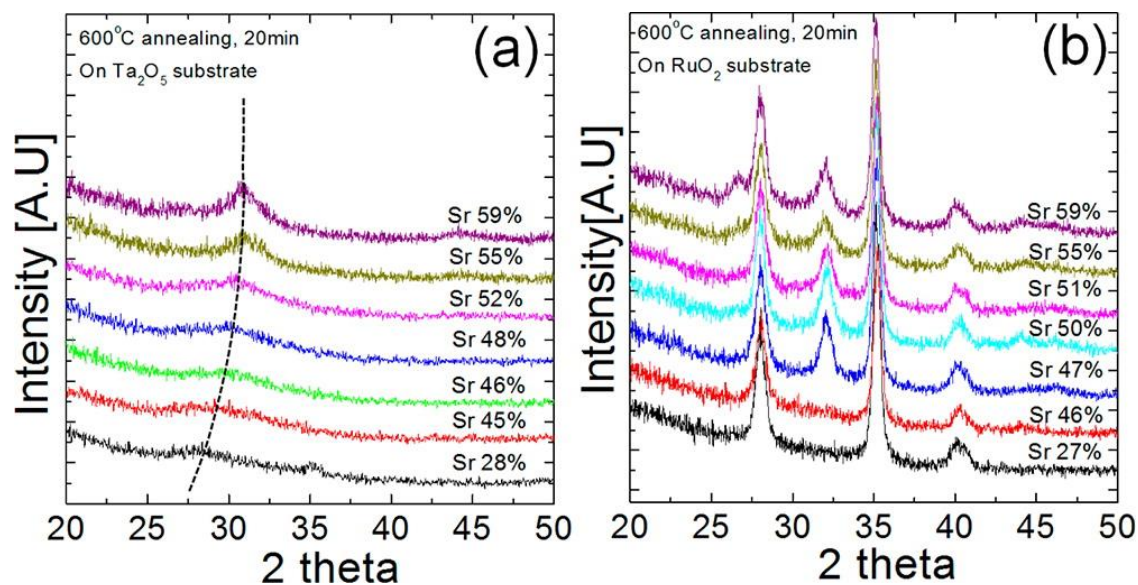 600°C annealing, 20min
On Ta₂O₅ substrate
(a)
Intensity [A.U]
Sr 59%
Sr 55%
Sr 52%
Sr 48%
Sr 46%
Sr 45%
Sr 28%
20 25 30 35 40 45 50
2 theta
600°C annealing, 20min
On RuO₂ substrate
(b)
Intensity[A.U]
Sr 59%
Sr 55%
Sr 51%
Sr 50%
Sr 47%
Sr 46%
Sr 27%
20 25 30 35 40 45 50
2 theta